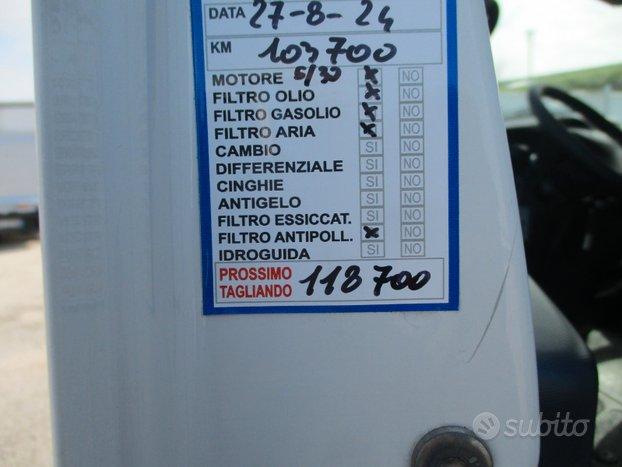 DATA 27-8-24
KM 103700
MOTORE 5/30 x NO
FILTRO OLIO x NO
FILTRO GASOLIO x NO
FILTRO ARIA x NO
CAMBIO SI NO
DIFFERENZIALE SI NO
CINGHIE SI NO
ANTIGELO SI NO
FILTRO ESSICCAT. SI NO
FILTRO ANTIPOLL. x NO
IDROGUIDA SI NO
PROSSIMO
TAGLIANDO 118700
subito